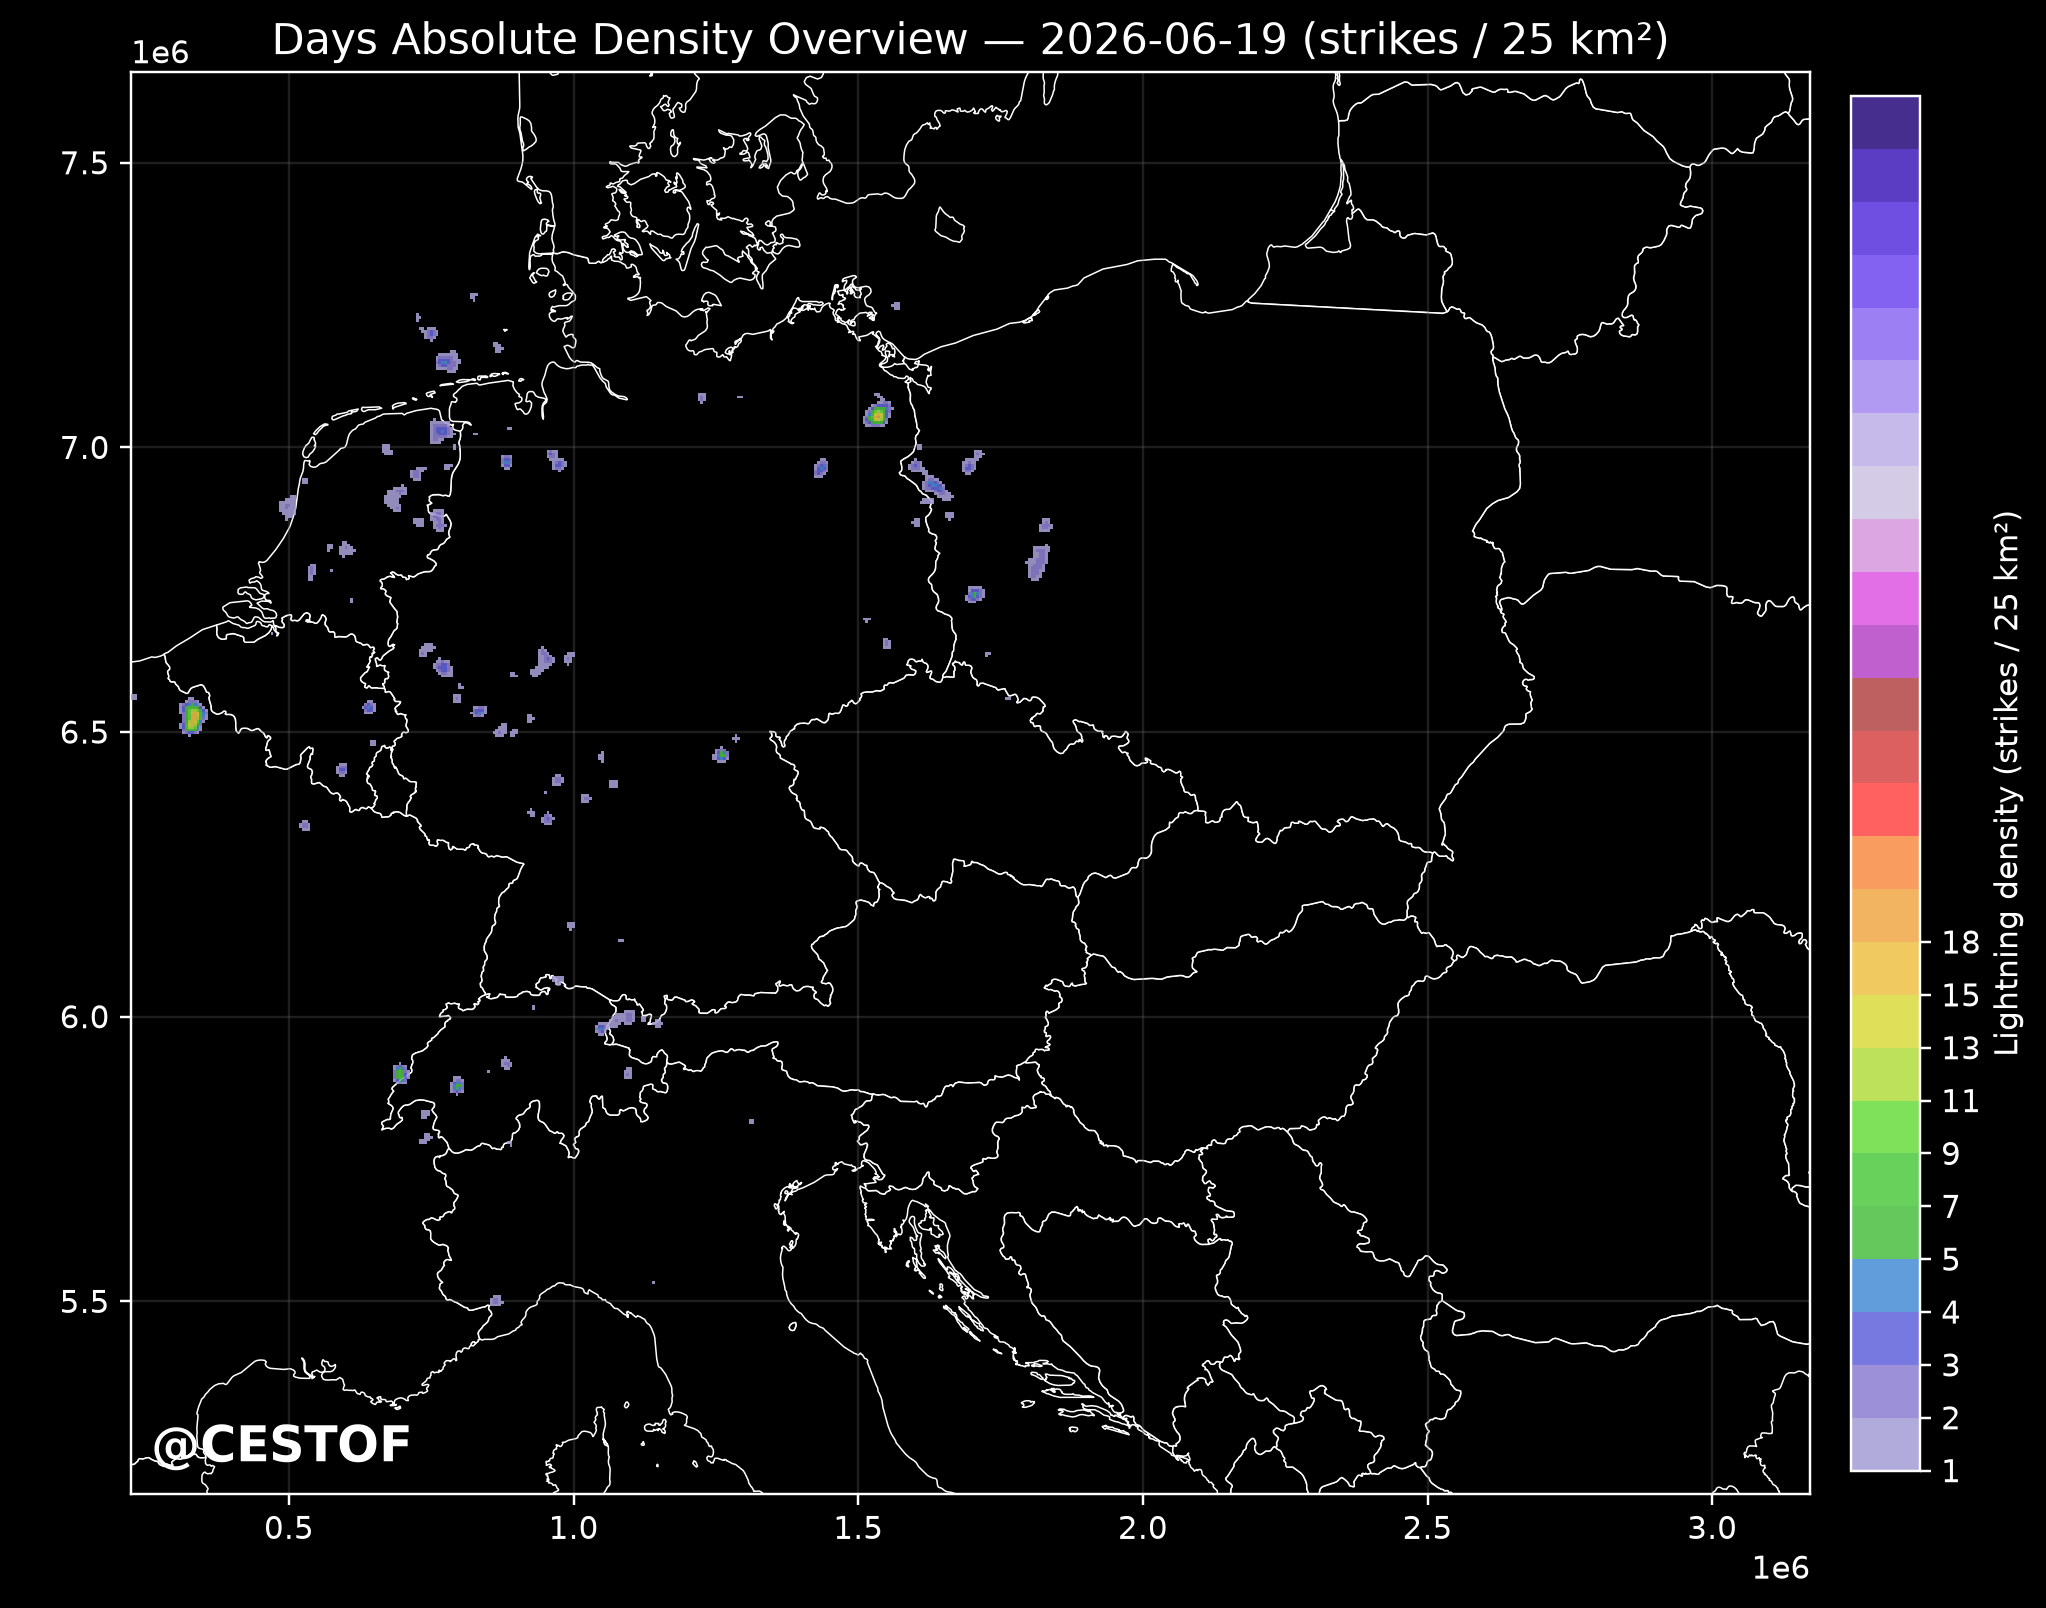 Days Absolute Density Overview — 2026-06-19 (strikes / 25 km²)
1e6
7.5
7.0
6.5
6.0
5.5
0.5 1.0 1.5 2.0 2.5 3.0
1e6
@CESTOF
18
15
13
11
9
7
5
4
3
2
1
Lightning density (strikes / 25 km²)